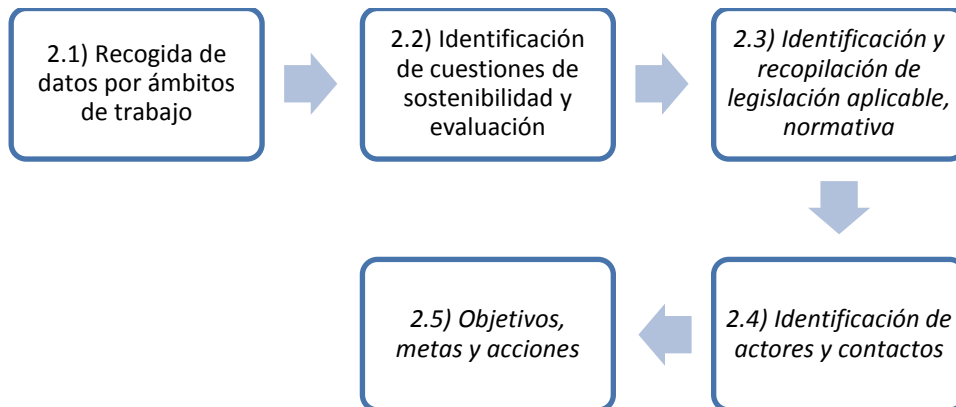 2.1) Recogida de
datos por ámbitos
de trabajo
2.2) Identificación
de cuestiones de
sostenibilidad y
evaluación
2.3) Identificación y
recopilación de
legislación aplicable,
normativa
2.4) Identificación de
actores y contactos
2.5) Objetivos,
metas y acciones